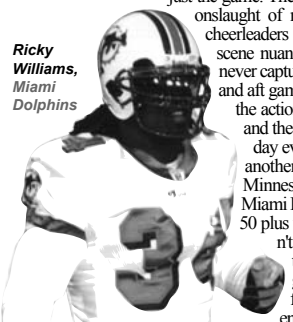 Ricky
Williams,
Miami
Dolphins
just the game. The
onslaught of
cheerleaders
scene nuan
never captu
and aft gam
the action
and the
day ev
another
Minnes
Miami
50 plus
n't
3